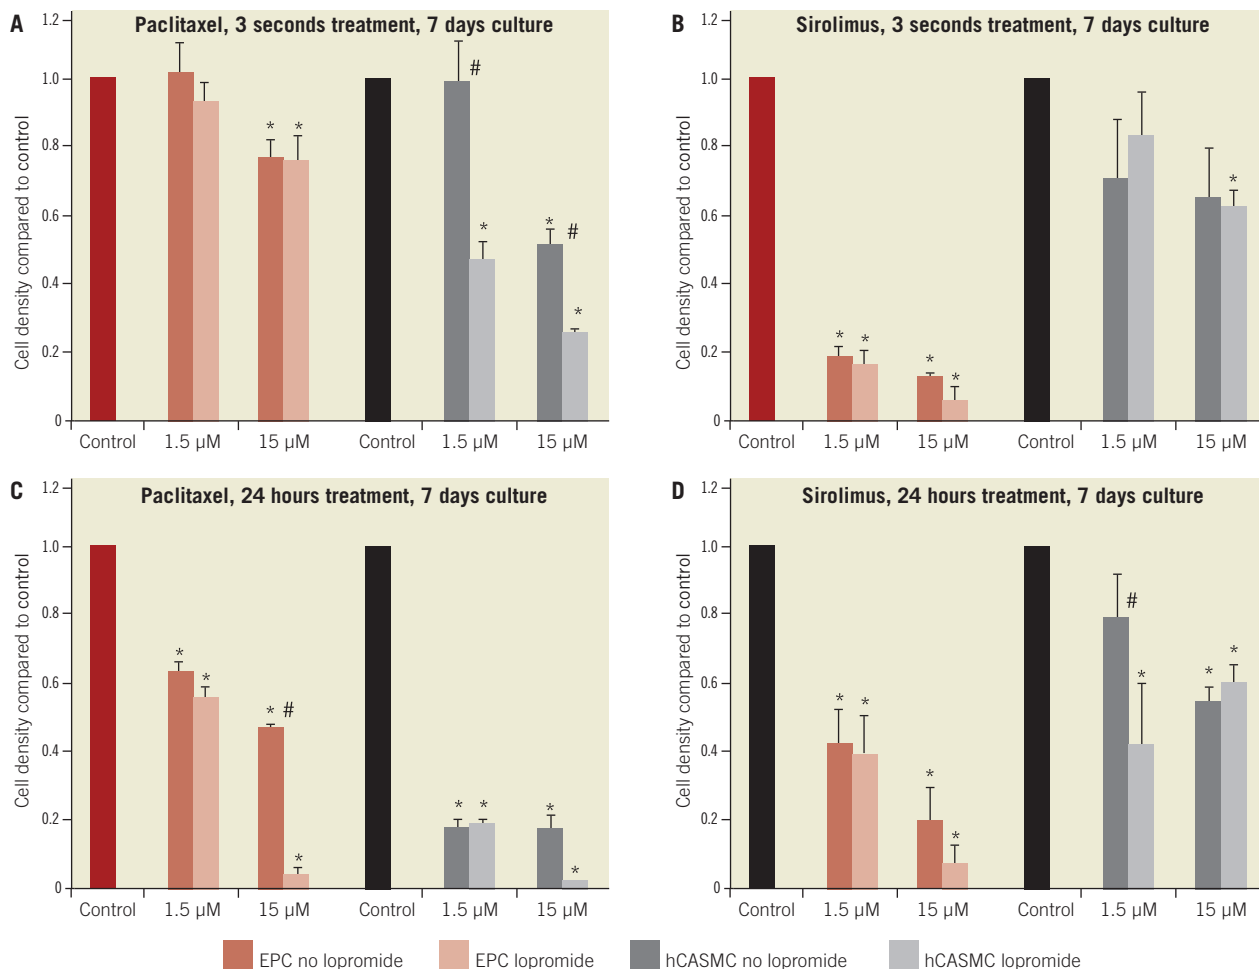 A
Paclitaxel, 3 seconds treatment, 7 days culture
Cell density compared to control
1.2
1.0
0.8
0.6
0.4
0.2
0
* *
#
*
* #
*
Control 1.5 µM 15 µM Control 1.5 µM 15 µM
B
Sirolimus, 3 seconds treatment, 7 days culture
Cell density compared to control
1.2
1.0
0.8
0.6
0.4
0.2
0
* *
* *
*
Control 1.5 µM 15 µM Control 1.5 µM 15 µM
C
Paclitaxel, 24 hours treatment, 7 days culture
Cell density compared to control
1.2
1.0
0.8
0.6
0.4
0.2
0
* *
* #
*
* *
*
*
Control 1.5 µM 15 µM Control 1.5 µM 15 µM
D
Sirolimus, 24 hours treatment, 7 days culture
Cell density compared to control
1.2
1.0
0.8
0.6
0.4
0.2
0
* *
*
*
#
*
* *
Control 1.5 µM 15 µM Control 1.5 µM 15 µM
EPC no lopromide EPC lopromide hCASMC no lopromide hCASMC lopromide